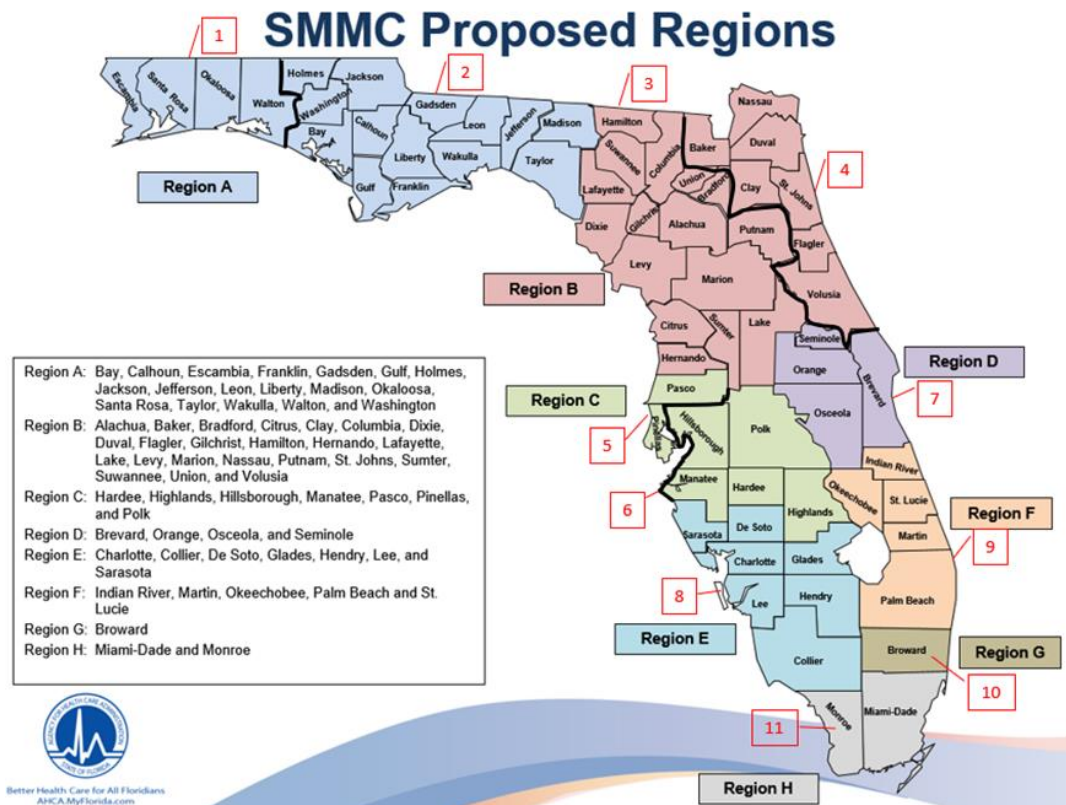 SMMC Proposed Regions
1
2
3
4
5
6
7
8
9
10
11
Escambia
Santa Rosa
Okaloosa
Walton
Holmes
Washington
Jackson
Bay
Calhoun
Gulf
Gadsden
Liberty
Franklin
Leon
Wakulla
Jefferson
Madison
Taylor
Region A
Hamilton
Suwannee
Lafayette
Columbia
Baker
Nassau
Duval
Union
Bradford
Clay
St. Johns
Dixie
Gilchrist
Alachua
Putnam
Flagler
Levy
Marion
Volusia
Citrus
Sumter
Lake
Hernando
Region B
Seminole
Orange
Brevard
Osceola
Region D
Pasco
Pinellas
Hillsborough
Polk
Manatee
Hardee
Highlands
Region C
Indian River
Okeechobee
St. Lucie
Martin
Palm Beach
Region F
Sarasota
De Soto
Charlotte
Glades
Lee
Hendry
Collier
Region E
Broward
Region G
Monroe
Miami-Dade
Region H
Region A: Bay, Calhoun, Escambia, Franklin, Gadsden, Gulf, Holmes,
Jackson, Jefferson, Leon, Liberty, Madison, Okaloosa,
Santa Rosa, Taylor, Wakulla, Walton, and Washington
Region B: Alachua, Baker, Bradford, Citrus, Clay, Columbia, Dixie,
Duval, Flagler, Gilchrist, Hamilton, Hernando, Lafayette,
Lake, Levy, Marion, Nassau, Putnam, St. Johns, Sumter,
Suwannee, Union, and Volusia
Region C: Hardee, Highlands, Hillsborough, Manatee, Pasco, Pinellas,
and Polk
Region D: Brevard, Orange, Osceola, and Seminole
Region E: Charlotte, Collier, De Soto, Glades, Hendry, Lee, and
Sarasota
Region F: Indian River, Martin, Okeechobee, Palm Beach and St.
Lucie
Region G: Broward
Region H: Miami-Dade and Monroe
AGENCY FOR HEALTH CARE ADMINISTRATION
STATE OF FLORIDA
Better Health Care for All Floridians
AHCA.MyFlorida.com